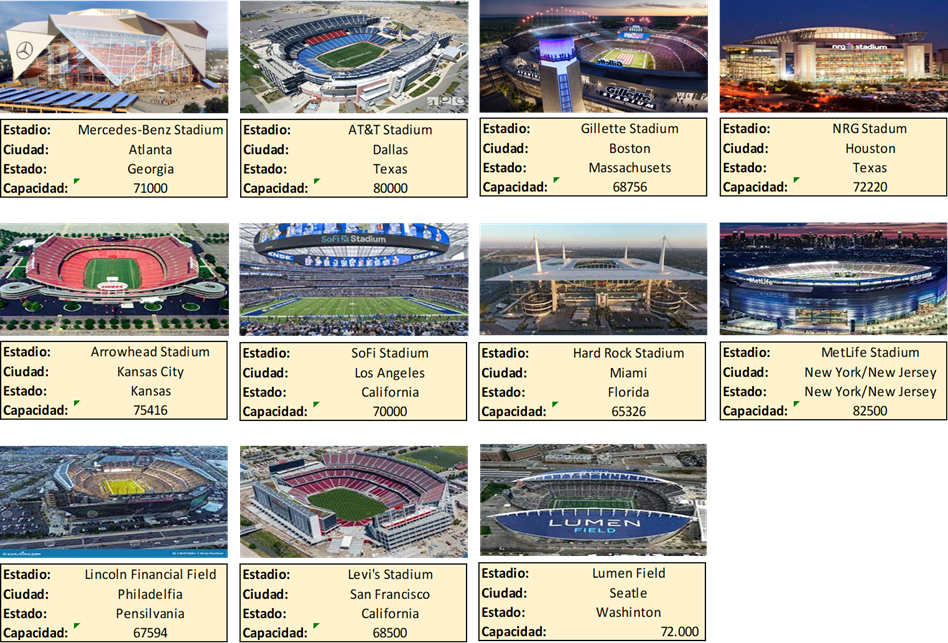 nrg stadium
Gillette
GILLETTE STADIUM
Estadio: Mercedes-Benz Stadium
Ciudad: Atlanta
Estado: Georgia
Capacidad: 71000
Estadio: AT&T Stadium
Ciudad: Dallas
Estado: Texas
Capacidad: 80000
Estadio: Gillette Stadium
Ciudad: Boston
Estado: Massachusets
Capacidad: 68756
Estadio: NRG Stadum
Ciudad: Houston
Estado: Texas
Capacidad: 72220
CHIEFS
SoFi Stadium
DEFE
MetLife
Estadio: Arrowhead Stadium
Ciudad: Kansas City
Estado: Kansas
Capacidad: 75416
Estadio: SoFi Stadium
Ciudad: Los Angeles
Estado: California
Capacidad: 70000
Estadio: Hard Rock Stadium
Ciudad: Miami
Estado: Florida
Capacidad: 65326
Estadio: MetLife Stadium
Ciudad: New York/New Jersey
Estado: New York/New Jersey
Capacidad: 82500
LUMEN
FIELD
Estadio: Lincoln Financial Field
Ciudad: Philadelfia
Estado: Pensilvania
Capacidad: 67594
Estadio: Levi's Stadium
Ciudad: San Francisco
Estado: California
Capacidad: 68500
Estadio: Lumen Field
Ciudad: Seatle
Estado: Washinton
Capacidad: 72.000